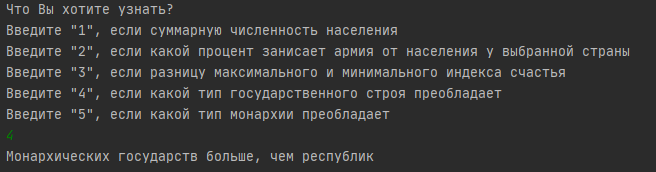 Что Вы хотите узнать?
Введите "1", если суммарную численность населения
Введите "2", если какой процент занисает армия от населения у выбранной страны
Введите "3", если разницу максимального и минимального индекса счастья
Введите "4", если какой тип государственного строя преобладает
Введите "5", если какой тип монархии преобладает
4
Монархических государств больше, чем республик